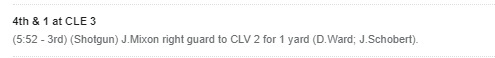 4th & 1 at CLE 3
(5:52 - 3rd) (Shotgun) J.Mixon right guard to CLV 2 for 1 yard (D.Ward; J.Schobert).